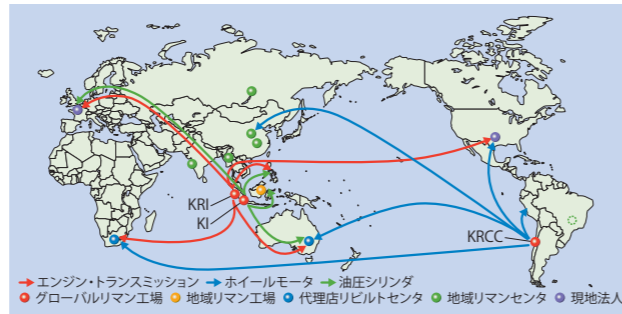 KRI
KI
KRCC
エンジン・トランスミッション ホイールモータ 油圧シリンダ
グローバルリマン工場 地域リマン工場 代理店リビルトセンタ 地域リマンセンタ 現地法人